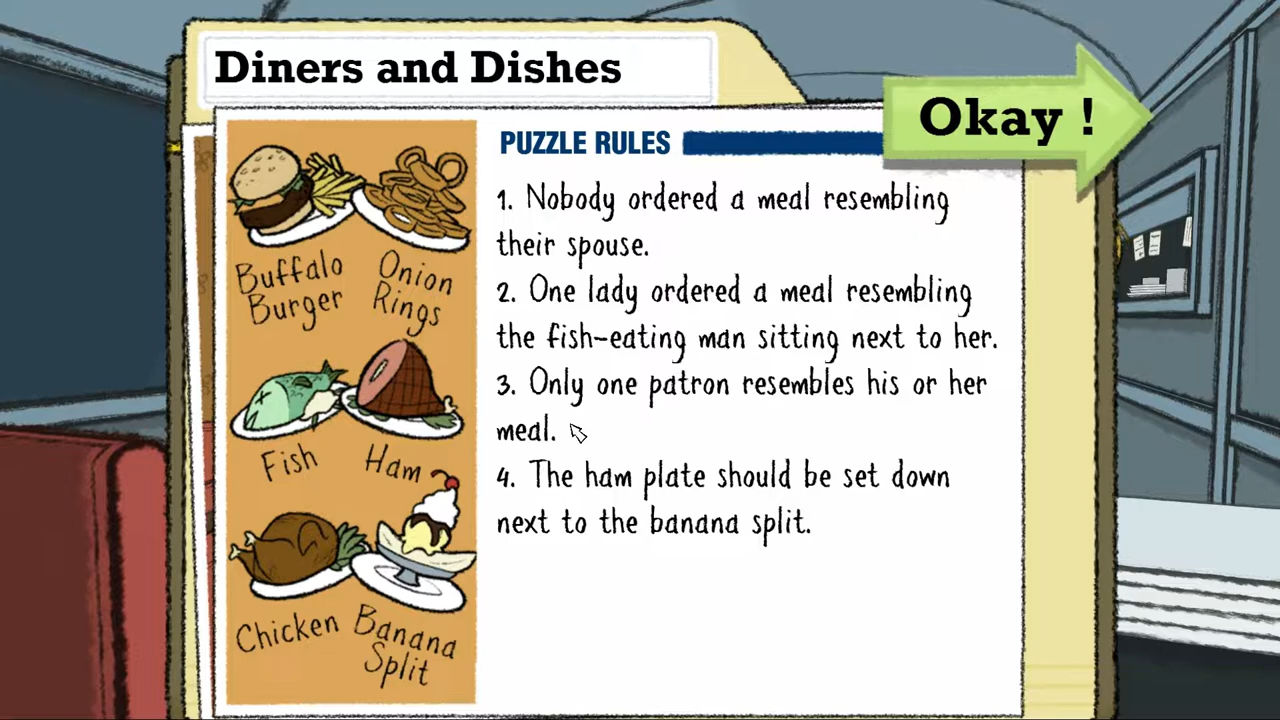 Diners and Dishes
Okay !
PUZZLE RULES
1. Nobody ordered a meal resembling
their spouse.
2. One lady ordered a meal resembling
the fish-eating man sitting next to her.
3. Only one patron resembles his or her
meal.
4. The ham plate should be set down
next to the banana split.
Buffalo
Burger
Onion
Rings
Fish
Ham
Chicken
Banana
Split